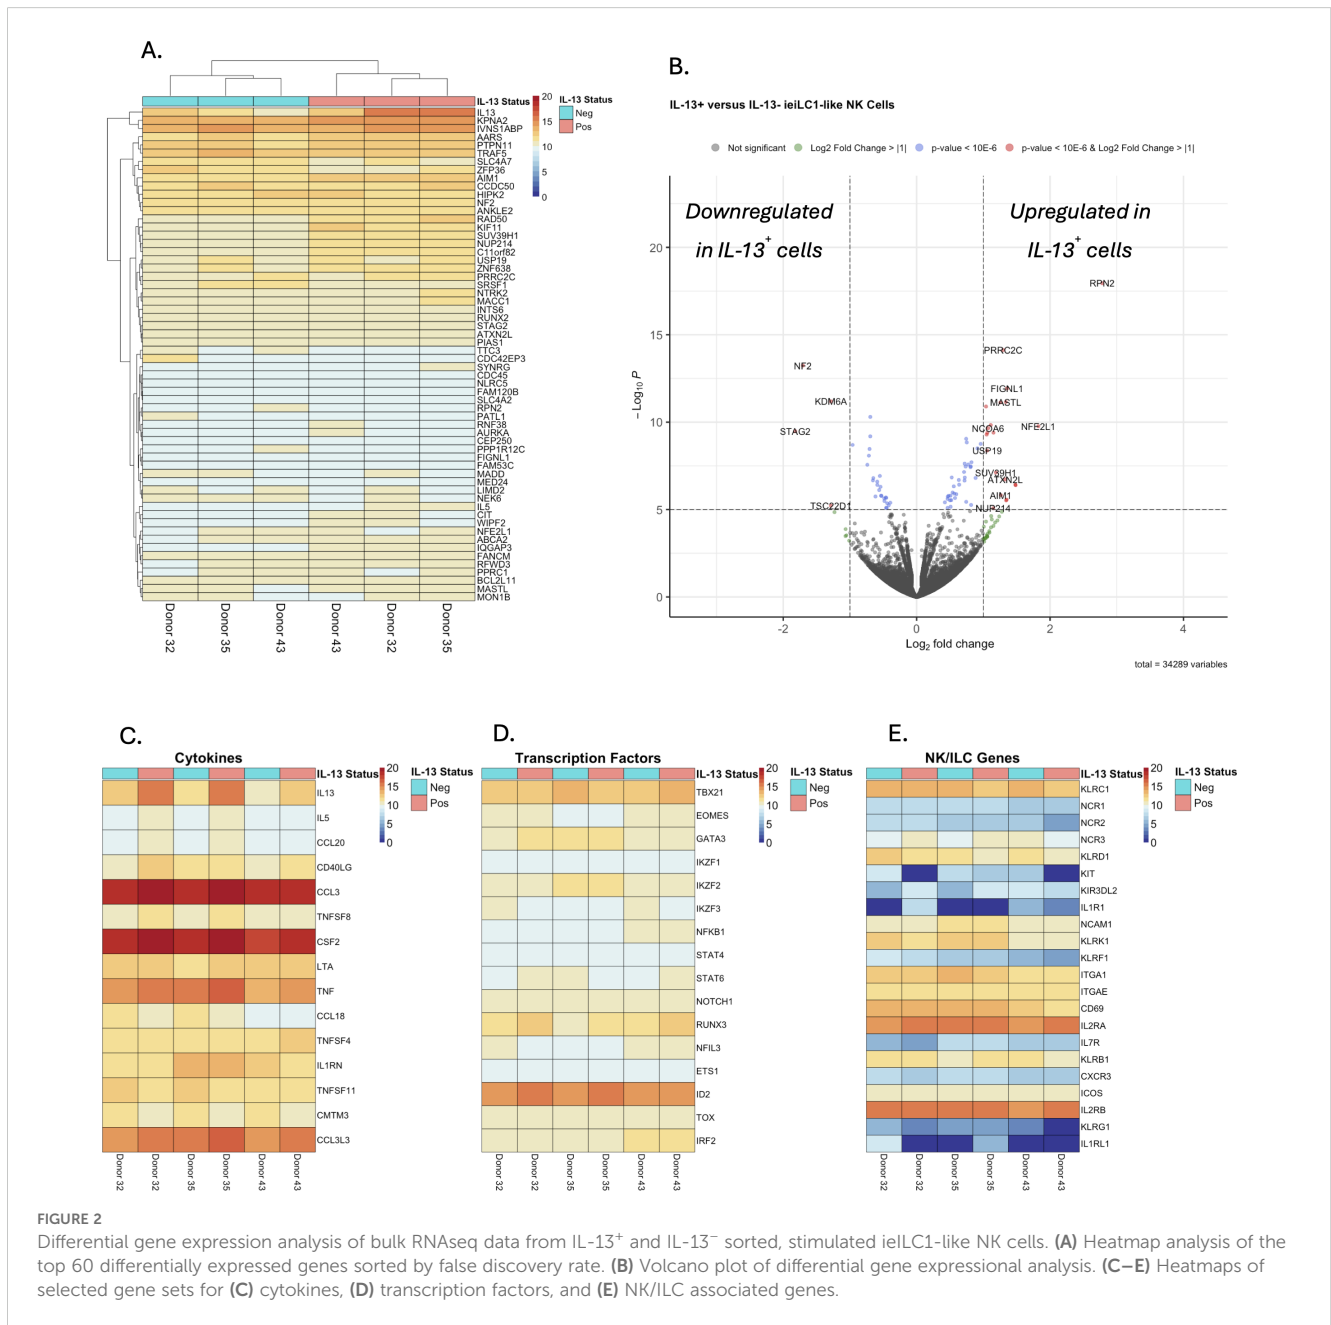 A.
IL-13 Status
IL13
KPNA2
IVNS1ABP
AARS
PTPN11
TRAF5
SLC4A7
ZFP36
AIM1
CCDC50
HIPK2
NF2
ANKLE2
RAD50
KIF11
SUV39H1
NUP214
C11orf82
USP19
ZNF638
PRRC2C
SRSF1
NTRK2
MACC1
INTS6
RUNX2
STAG2
ATXN2L
PIAS1
TTC3
CDC42EP3
SYNRG
CDC45
NLRC5
FAM120B
SLC4A2
RPN2
PATL1
RNF38
AURKA
CEP250
PPP1R12C
FIGNL1
FAM53C
MADD
MED24
LIMD2
NEK6
IL5
CIT
WIPF2
NFE2L1
ABCA2
IQGAP3
FANCM
RFWD3
PPRC1
BCL2L11
MASTL
MON1B
20
15
10
5
0
IL-13 Status
Neg
Pos
Donor 32
Donor 35
Donor 43
Donor 43
Donor 32
Donor 35
B.
IL-13+ versus IL-13- ieiLC1-like NK Cells
Not significant
Log2 Fold Change > |1|
p-value < 10E-6
p-value < 10E-6 & Log2 Fold Change > |1|
Downregulated
in IL-13+ cells
Upregulated in
IL-13+ cells
RPN2
PRRC2C
NF2
FIGNL1
KDM6A
MASTL
STAG2
NCOA6
NFE2L1
USP19
SUV39H1
ATXN2L
AIM1
TSC22D1
NUP214
– Log10 P
20
15
10
5
0
-2
0
2
4
Log2 fold change
total = 34289 variables
C.
Cytokines
IL-13 Status
IL13
IL5
CCL20
CD40LG
CCL3
TNFSF8
CSF2
LTA
TNF
CCL18
TNFSF4
IL1RN
TNFSF11
CMTM3
CCL3L3
20
15
10
5
0
IL-13 Status
Neg
Pos
Donor 32
Donor 32
Donor 35
Donor 35
Donor 43
Donor 43
D.
Transcription Factors
IL-13 Status
TBX21
EOMES
GATA3
IKZF1
IKZF2
IKZF3
NFKB1
STAT4
STAT6
NOTCH1
RUNX3
NFIL3
ETS1
ID2
TOX
IRF2
20
15
10
5
0
IL-13 Status
Neg
Pos
Donor 32
Donor 32
Donor 35
Donor 35
Donor 43
Donor 43
E.
NK/ILC Genes
IL-13 Status
KLRC1
NCR1
NCR2
NCR3
KLRD1
KIT
KIR3DL2
IL1R1
NCAM1
KLRK1
KLRF1
ITGA1
ITGAE
CD69
IL2RA
IL7R
KLRB1
CXCR3
ICOS
IL2RB
KLRG1
IL1RL1
20
15
10
5
0
IL-13 Status
Neg
Pos
Donor 32
Donor 32
Donor 35
Donor 35
Donor 43
Donor 43
FIGURE 2
Differential gene expression analysis of bulk RNAseq data from IL-13+ and IL-13− sorted, stimulated ieILC1-like NK cells. (A) Heatmap analysis of the
top 60 differentially expressed genes sorted by false discovery rate. (B) Volcano plot of differential gene expressional analysis. (C–E) Heatmaps of
selected gene sets for (C) cytokines, (D) transcription factors, and (E) NK/ILC associated genes.